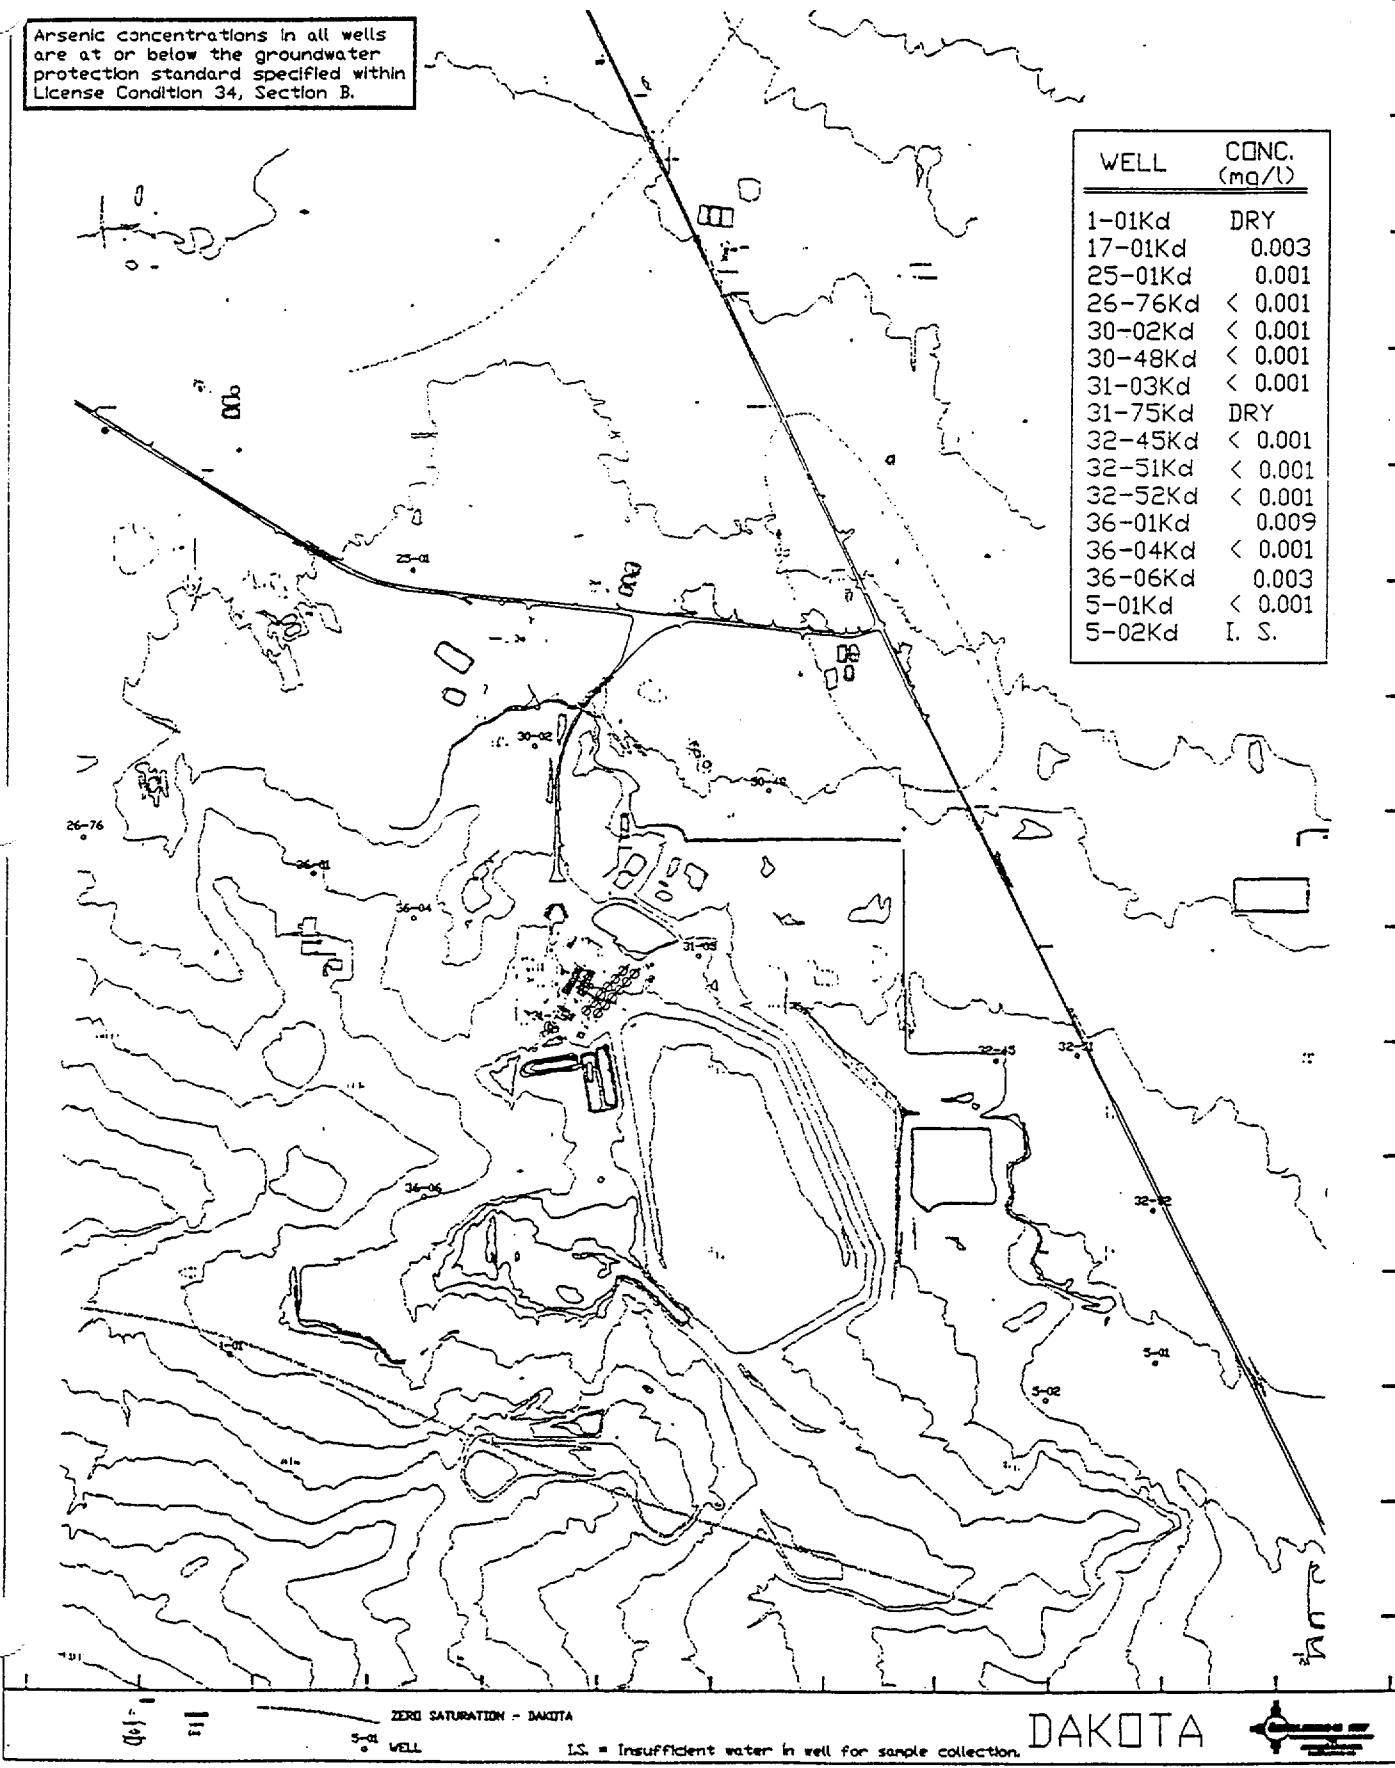 Arsenic concentrations in all wells
are at or below the groundwater
protection standard specified within
License Condition 34, Section B.
WELL CONC. (mg/l)
1-01Kd DRY
17-01Kd 0.003
25-01Kd 0.001
26-76Kd < 0.001
30-02Kd < 0.001
30-48Kd < 0.001
31-03Kd < 0.001
31-75Kd DRY
32-45Kd < 0.001
32-51Kd < 0.001
32-52Kd < 0.001
36-01Kd 0.009
36-04Kd < 0.001
36-06Kd 0.003
5-01Kd < 0.001
5-02Kd I. S.
25-01
30-02
30-48
26-76
36-01
36-04
31-03
32-45
32-51
36-06
32-52
1-01
5-01
5-02
ZERO SATURATION - DAKOTA
5-01 WELL
I.S. = Insufficient water in well for sample collection.
DAKOTA